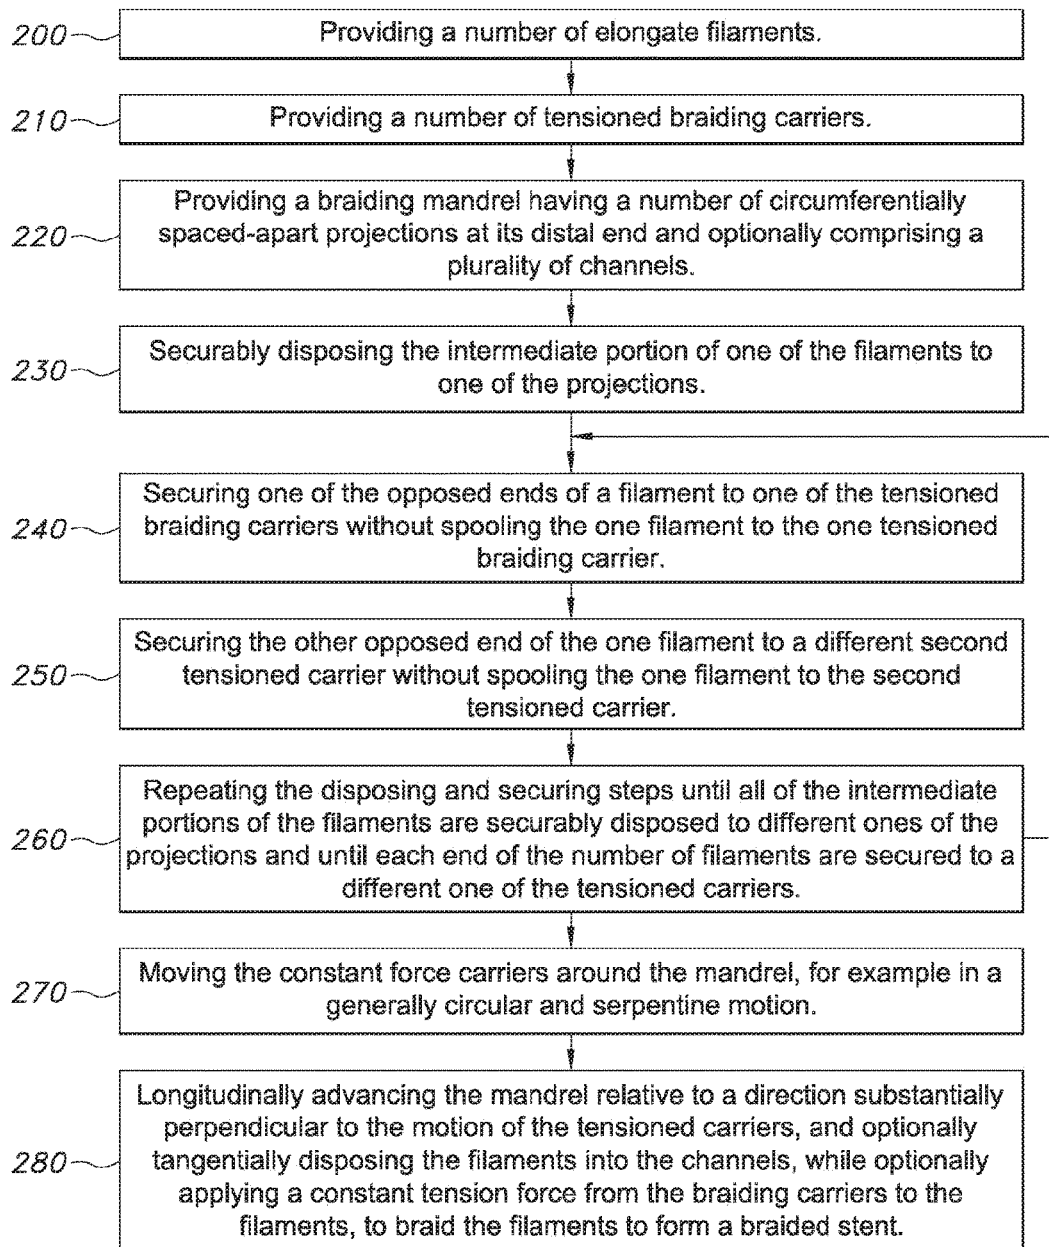 200 Providing a number of elongate filaments.
210 Providing a number of tensioned braiding carriers.
Providing a braiding mandrel having a number of circumferentially
220 spaced-apart projections at its distal end and optionally comprising a
plurality of channels.
230 Securably disposing the intermediate portion of one of the filaments to
one of the projections.
Securing one of the opposed ends of a filament to one of the tensioned
240 braiding carriers without spooling the one filament to the one tensioned
braiding carrier.
Securing the other opposed end of the one filament to a different second
250 tensioned carrier without spooling the one filament to the second
tensioned carrier.
Repeating the disposing and securing steps until all of the intermediate
portions of the filaments are securably disposed to different ones of the
260 projections and until each end of the number of filaments are secured to a
different one of the tensioned carriers.
Moving the constant force carriers around the mandrel, for example in a
270 generally circular and serpentine motion.
Longitudinally advancing the mandrel relative to a direction substantially
perpendicular to the motion of the tensioned carriers, and optionally
280 tangentially disposing the filaments into the channels, while optionally
applying a constant tension force from the braiding carriers to the
filaments, to braid the filaments to form a braided stent.